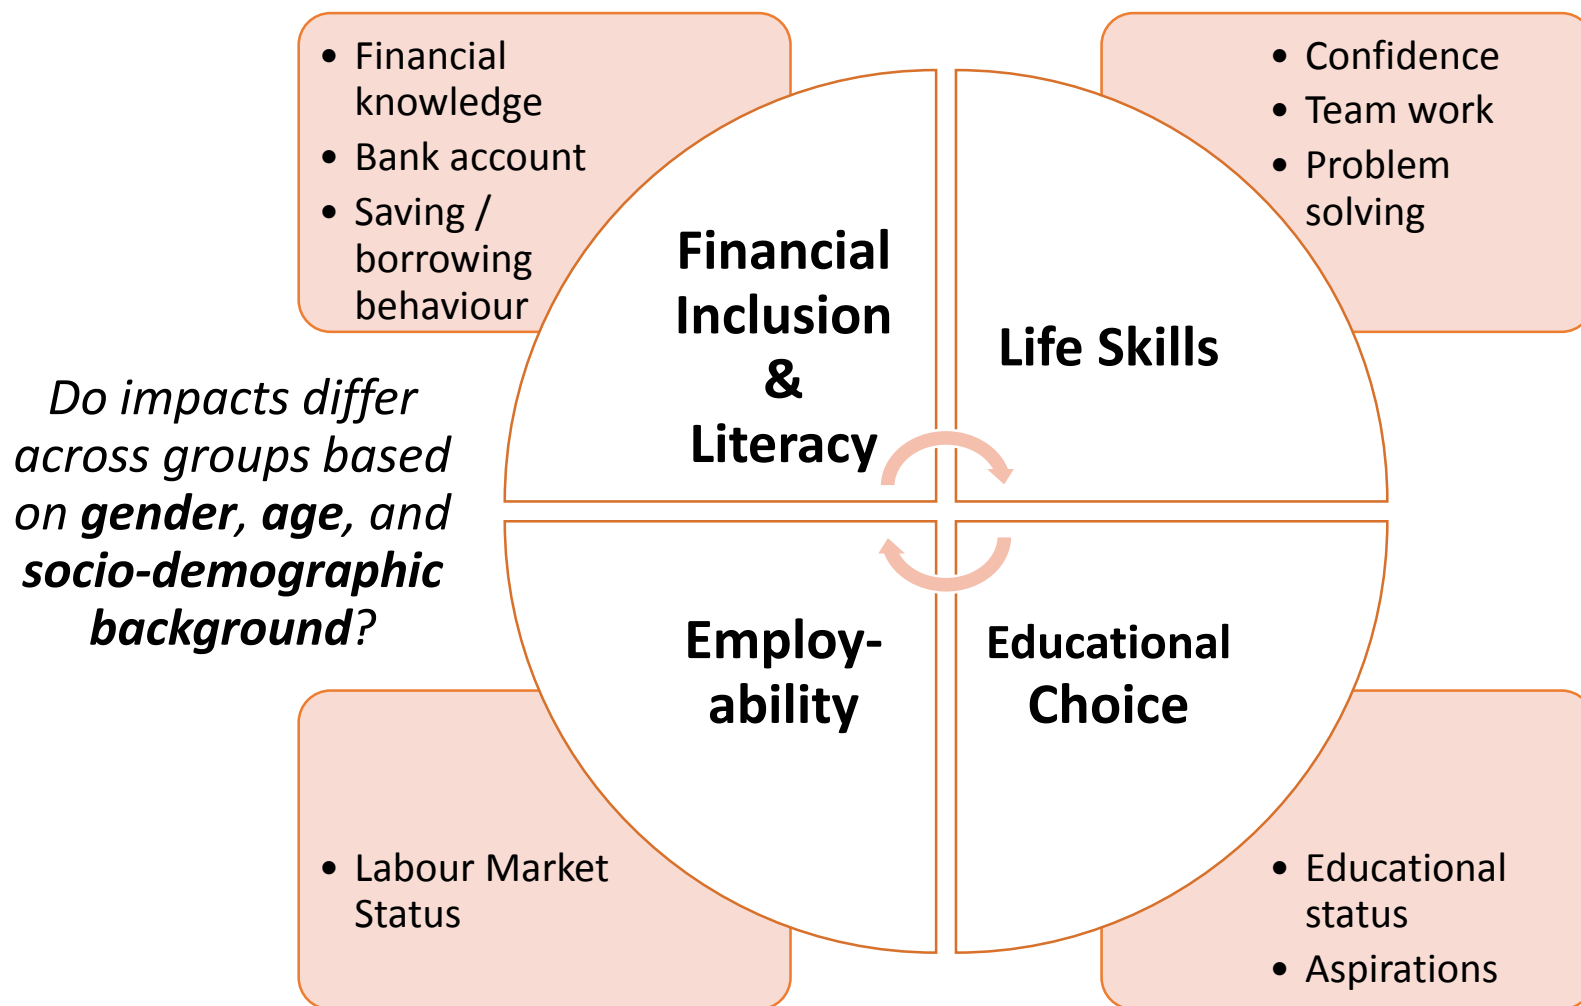 • Financial
knowledge
• Bank account
• Saving /
borrowing
behaviour
• Confidence
• Team work
• Problem
solving
Financial
Inclusion
&
Literacy
Life Skills
Do impacts differ
across groups based
on gender, age, and
socio-demographic
background?
Employ-
ability
Educational
Choice
• Labour Market
Status
• Educational
status
• Aspirations